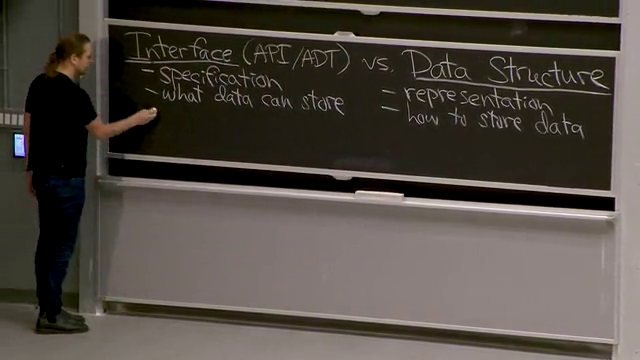 Interface (API/ADT) vs. Data Structure
- specification
- what data can store
- representation
- how to store data